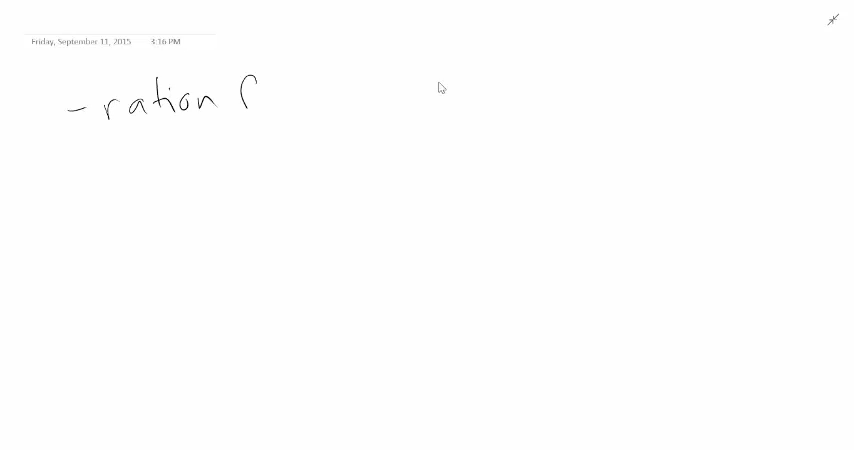 Friday, September 11, 2015 3:16 PM
- ration